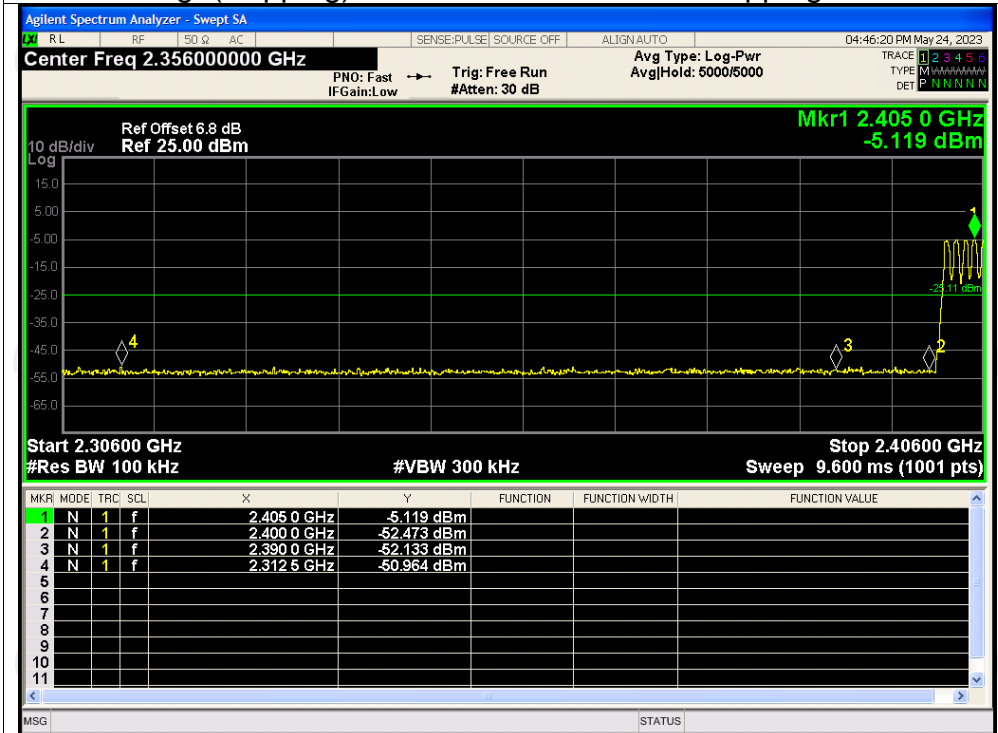 Agilent Spectrum Analyzer - Swept SA
LXI RL RF 50 Ω AC SENSE:PULSE SOURCE OFF ALIGNAUTO 04:46:20 PM May 24, 2023
Center Freq 2.356000000 GHz
PNO: Fast
IFGain:Low
Trig: Free Run
#Atten: 30 dB
Avg Type: Log-Pwr
Avg|Hold: 5000/5000
TRACE 1 2 3 4 5 6
TYPE M
DET P N N N N N
Mkr1 2.405 0 GHz
-5.119 dBm
Ref Offset 6.8 dB
10 dB/div Ref 25.00 dBm
Log
15.0
5.00
-5.00
-15.0
-25.0
-35.0
-45.0
-55.0
-65.0
1
-25.11 dBm
4
3
2
Start 2.30600 GHz Stop 2.40600 GHz
#Res BW 100 kHz #VBW 300 kHz Sweep 9.600 ms (1001 pts)
MKR MODE TRC SCL X Y FUNCTION FUNCTION WIDTH FUNCTION VALUE
1 N 1 f 2.405 0 GHz -5.119 dBm
2 N 1 f 2.400 0 GHz -52.473 dBm
3 N 1 f 2.390 0 GHz -52.133 dBm
4 N 1 f 2.312 5 GHz -50.964 dBm
5
6
7
8
9
10
11
MSG STATUS